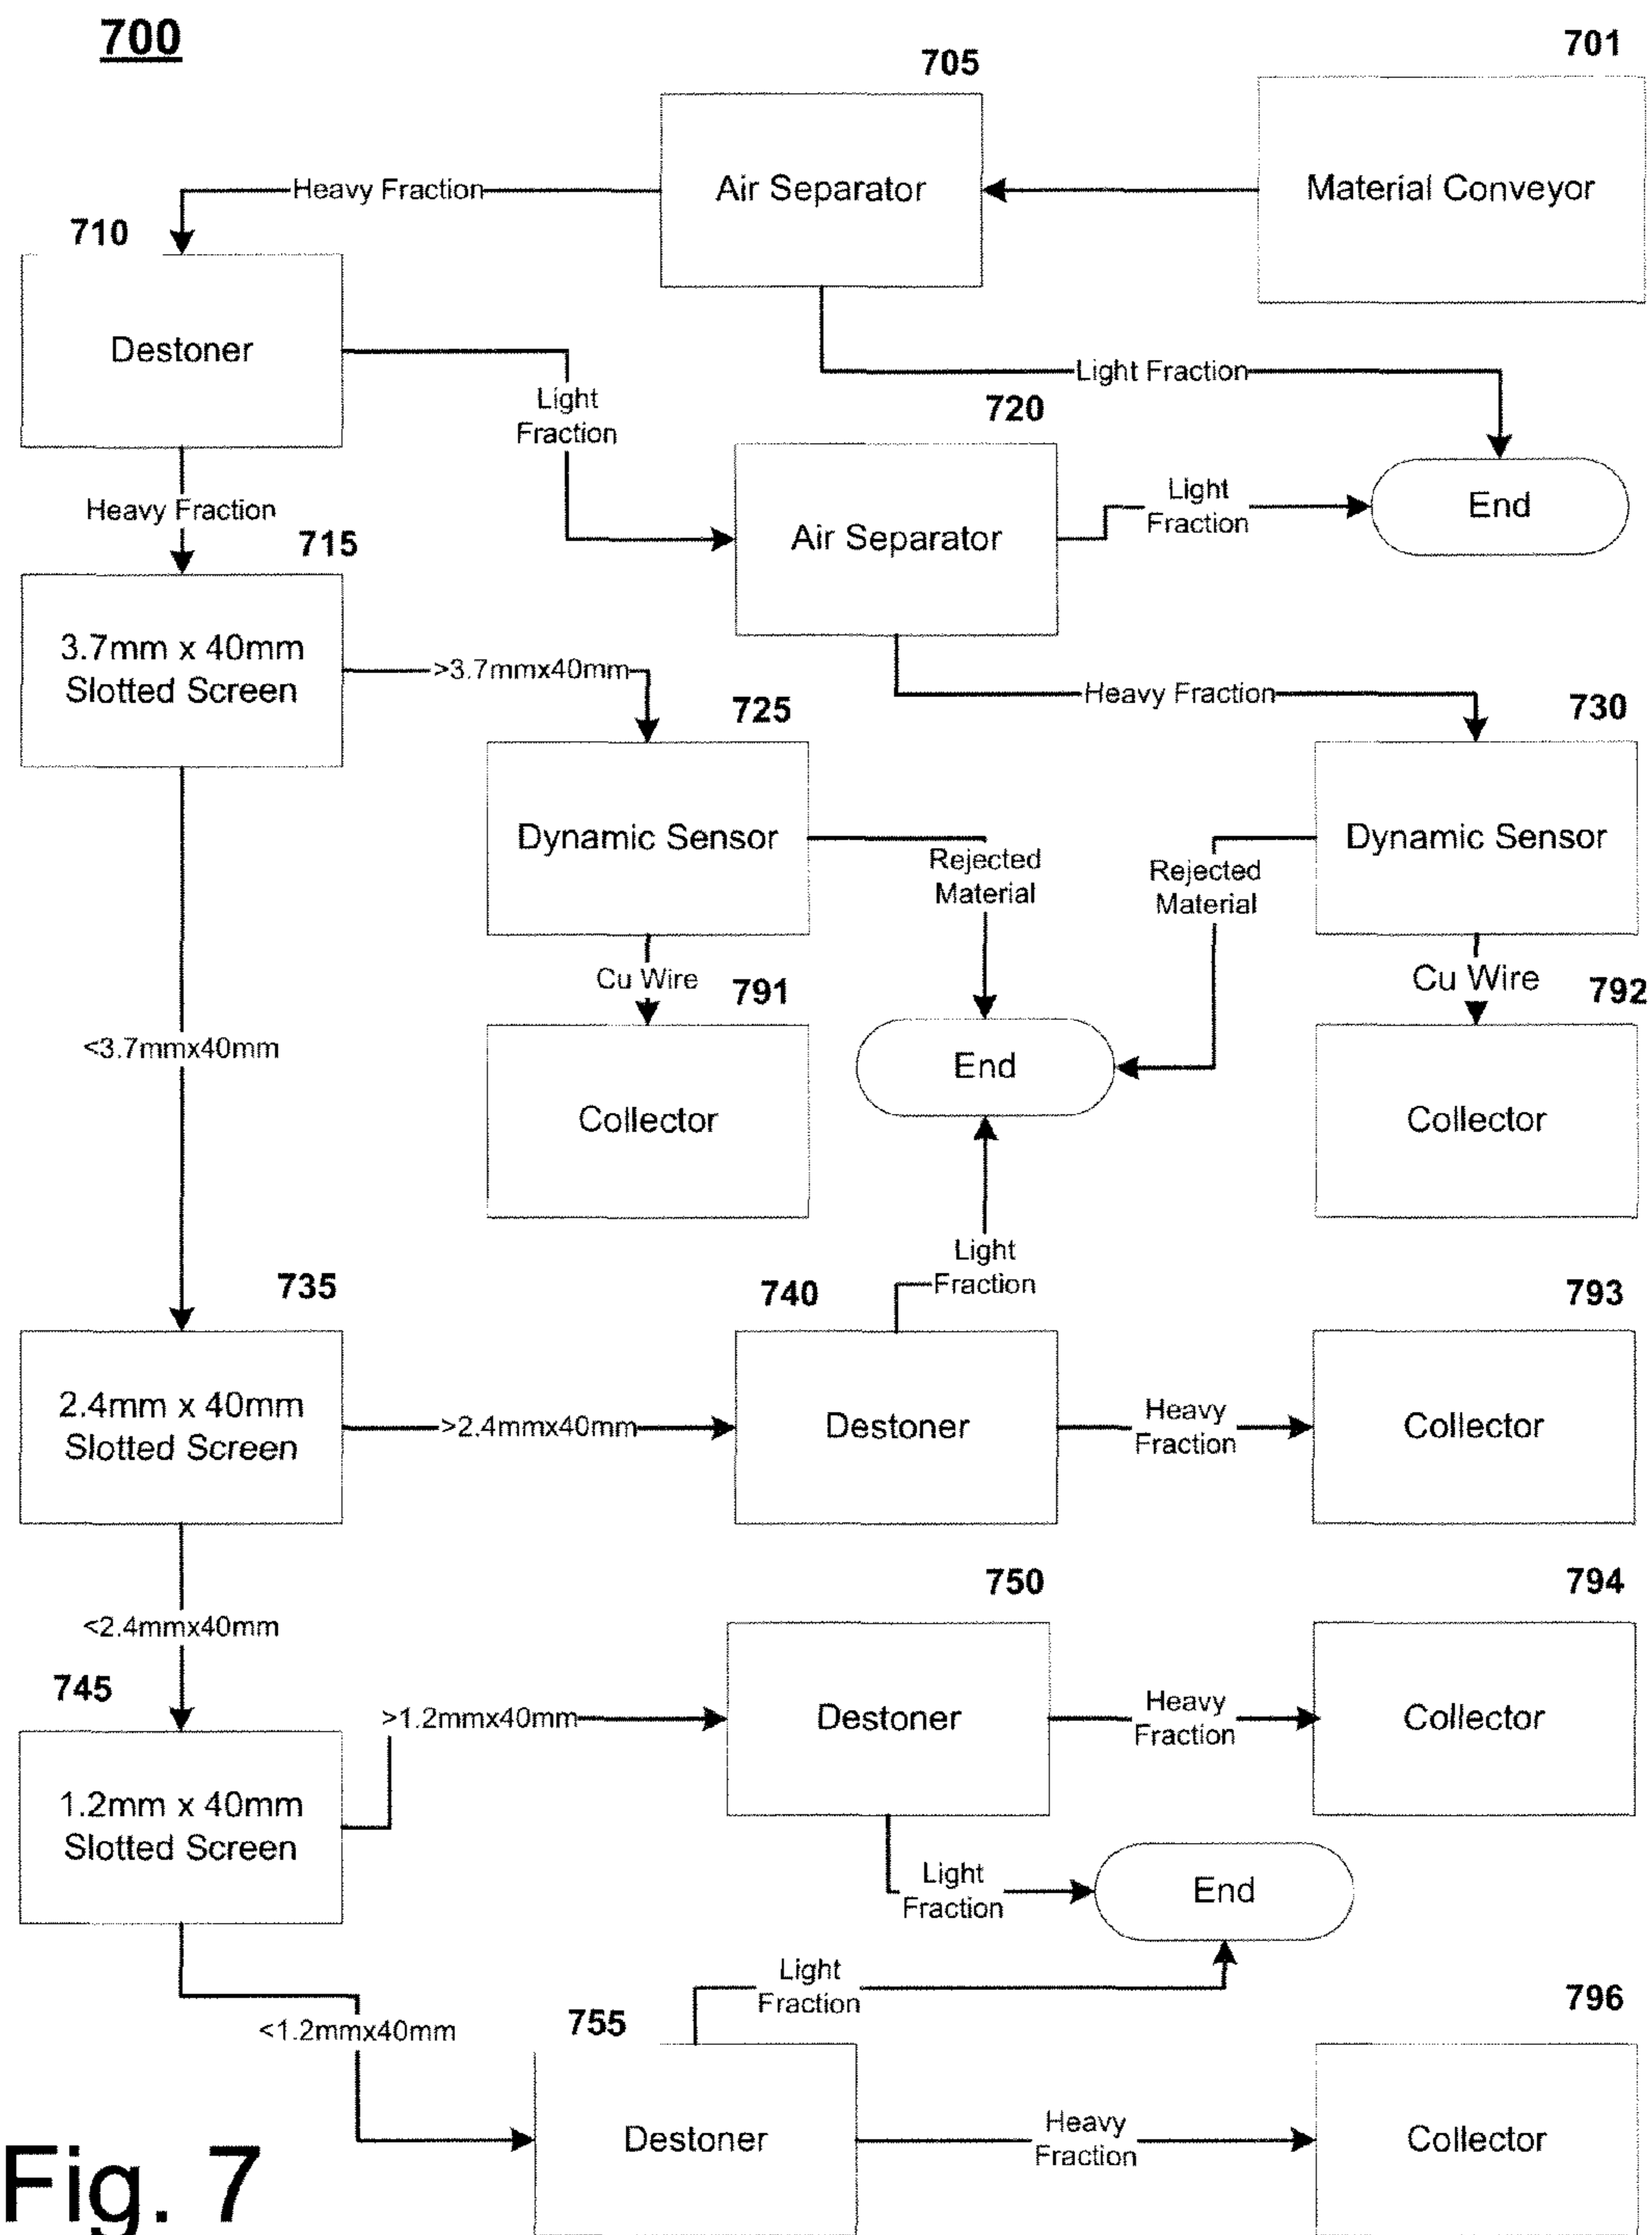 700
701
705
Material Conveyor
Air Separator
Heavy Fraction
710
Destoner
Light Fraction
Light
Fraction
720
Air Separator
Light
Fraction
End
Heavy Fraction
715
3.7mm x 40mm
Slotted Screen
>3.7mmx40mm
Heavy Fraction
725
730
Dynamic Sensor
Dynamic Sensor
Rejected
Material
Rejected
Material
Cu Wire
791
Cu Wire
792
<3.7mmx40mm
Collector
End
Collector
Light
Fraction
735
740
793
2.4mm x 40mm
Slotted Screen
>2.4mmx40mm
Destoner
Heavy
Fraction
Collector
<2.4mmx40mm
750
794
745
>1.2mmx40mm
Destoner
Heavy
Fraction
Collector
1.2mm x 40mm
Slotted Screen
Light
Fraction
End
Light
Fraction
<1.2mmx40mm
755
796
Destoner
Heavy
Fraction
Collector
Fig. 7